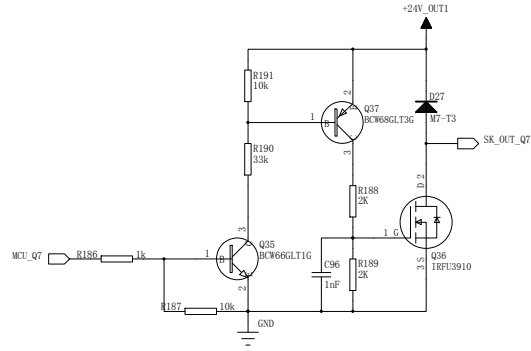 +24V_OUT1
R191
10k
2
D27
M7-T3
1
B
Q37
BCW68GLT3G
3
SK_OUT_Q7
R190
33k
R188
2K
D 2
3
Q35
BCW66GLT1G
1 G
Q36
IRFU3910
3 S
MCU_Q7
R186
1k
1
B
2
C96
1nF
R189
2K
R187
10k
GND